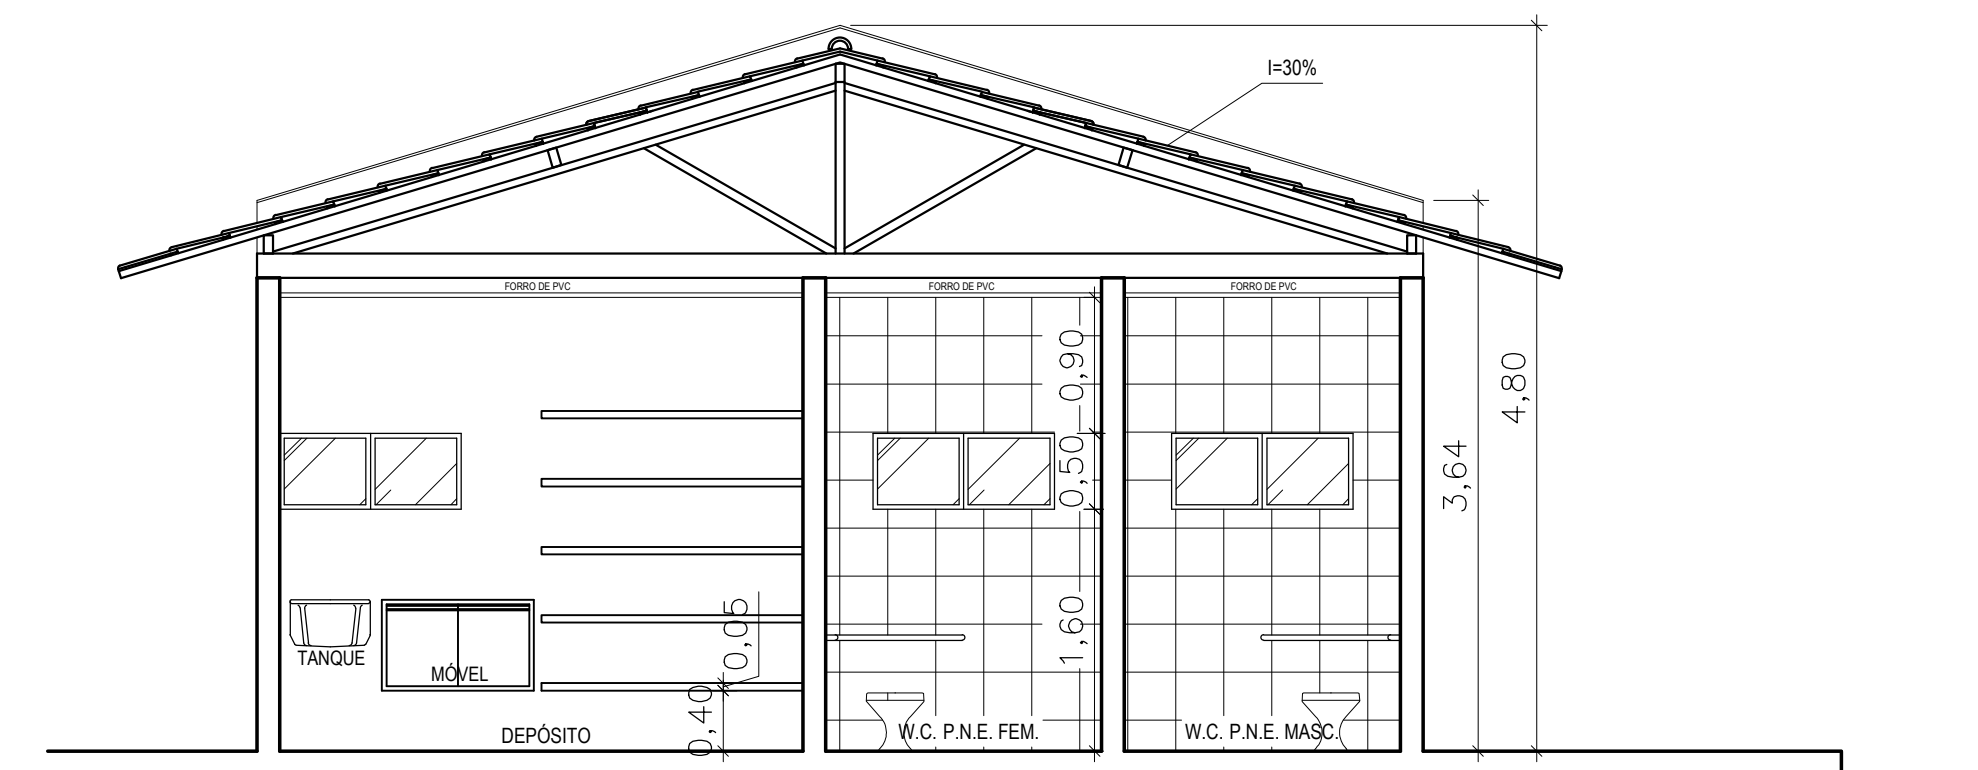 I=30%
FORRO DE PVC
FORRO DE PVC
FORRO DE PVC
0,90
4,80
0,50
3,64
0,05
1,60
TANQUE
MÓVEL
0,40
DEPÓSITO
W.C. P.N.E. FEM.
W.C. P.N.E. MASC.